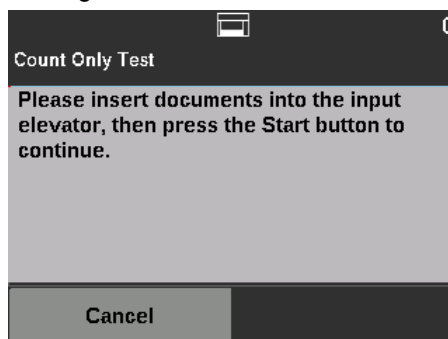 Count Only Test
Please insert documents into the input
elevator, then press the Start button to
continue.
Cancel